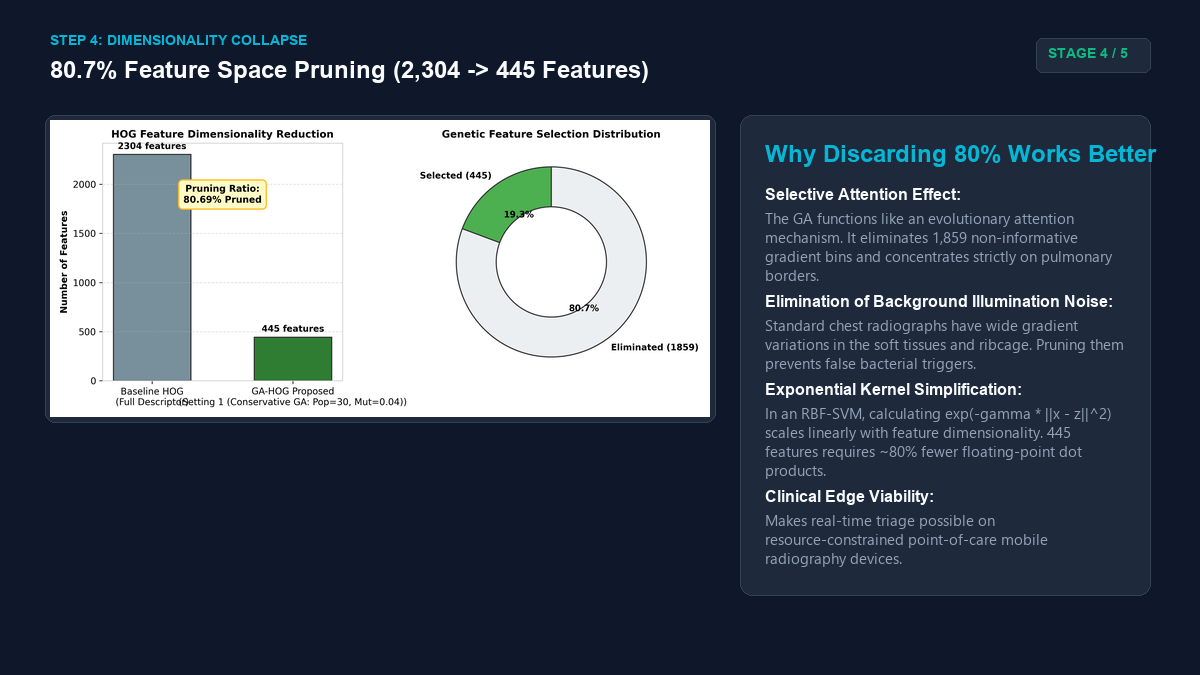 STEP 4: DIMENSIONALITY COLLAPSE
80.7% Feature Space Pruning (2,304 -> 445 Features)
STAGE 4 / 5
HOG Feature Dimensionality Reduction
2304 features
Pruning Ratio:
80.69% Pruned
445 features
Number of Features
2000
1500
1000
500
0
Baseline HOG
(Full Descriptor)
GA-HOG Proposed
(Setting 1 (Conservative GA: Pop=30, Mut=0.04))
Genetic Feature Selection Distribution
Selected (445)
19.3%
80.7%
Eliminated (1859)
Why Discarding 80% Works Better
Selective Attention Effect:
The GA functions like an evolutionary attention
mechanism. It eliminates 1,859 non-informative
gradient bins and concentrates strictly on pulmonary
borders.
Elimination of Background Illumination Noise:
Standard chest radiographs have wide gradient
variations in the soft tissues and ribcage. Pruning them
prevents false bacterial triggers.
Exponential Kernel Simplification:
In an RBF-SVM, calculating exp(-gamma * ||x - z||^2)
scales linearly with feature dimensionality. 445
features requires ~80% fewer floating-point dot
products.
Clinical Edge Viability:
Makes real-time triage possible on
resource-constrained point-of-care mobile
radiography devices.